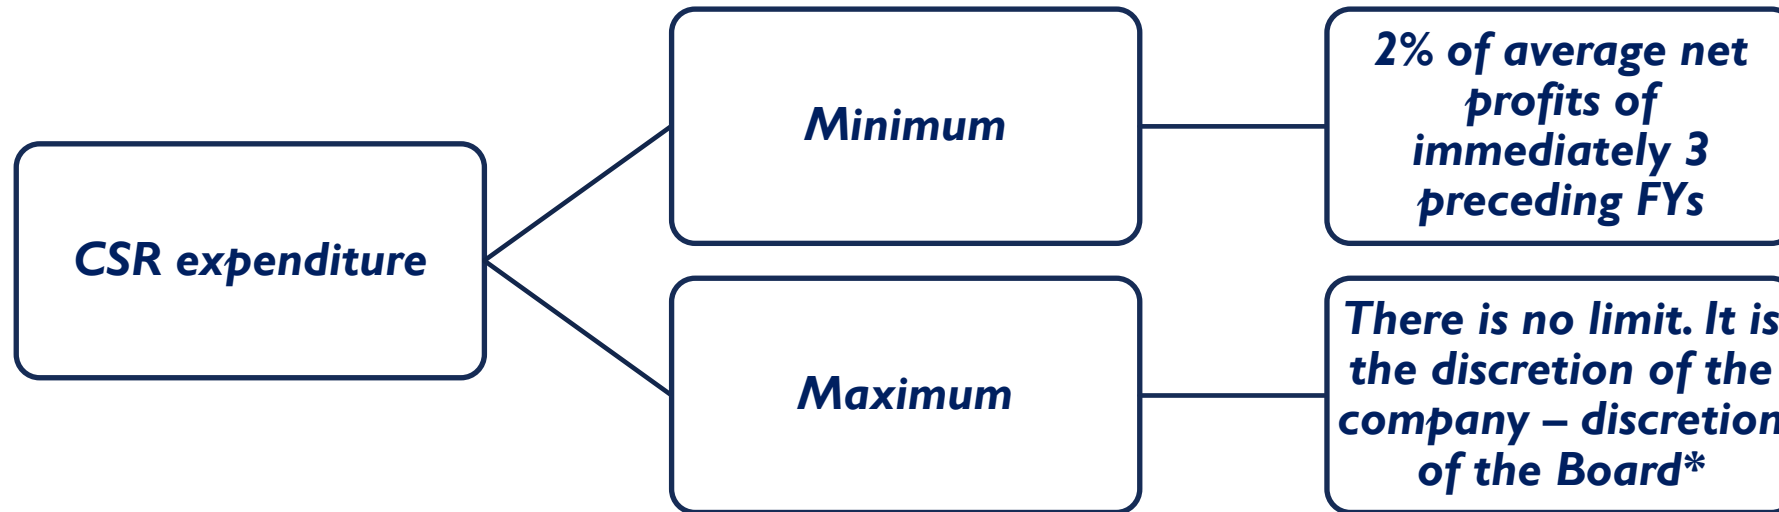 CSR expenditure
Minimum
2% of average net
profits of
immediately 3
preceding FYs
Maximum
There is no limit. It is
the discretion of the
company – discretion
of the Board*